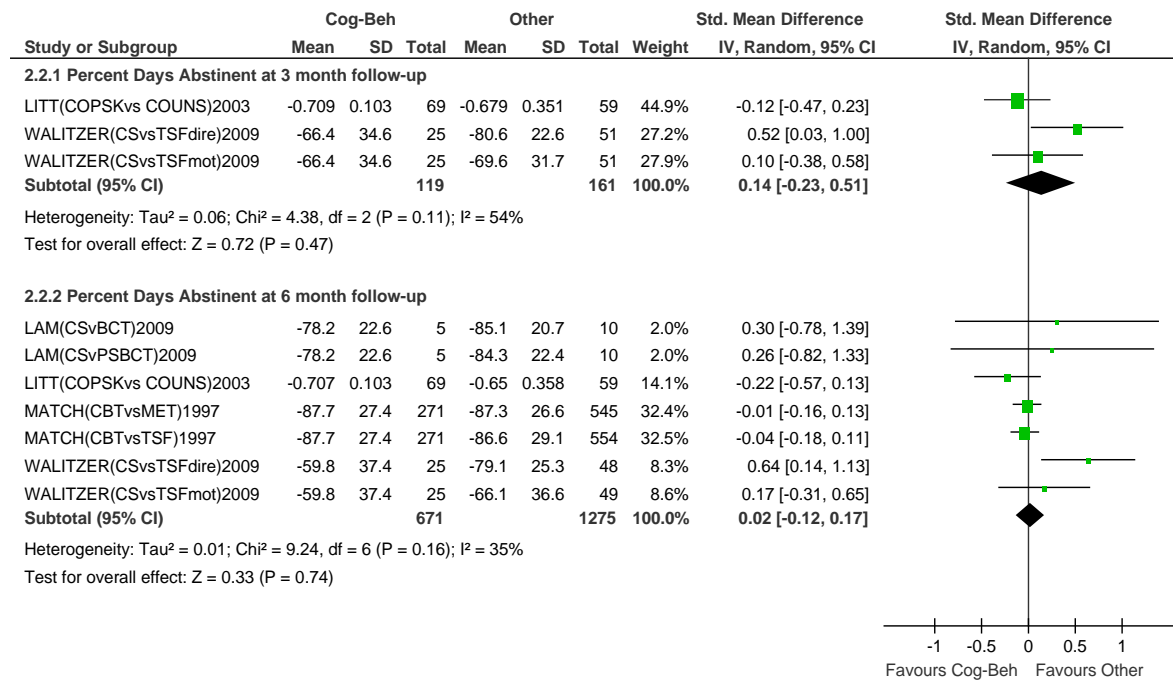 Cog-Beh Other Std. Mean Difference Std. Mean Difference
Study or Subgroup Mean SD Total Mean SD Total Weight IV, Random, 95% CI IV, Random, 95% CI
2.2.1 Percent Days Abstinent at 3 month follow-up
LITT(COPSKvs COUNS)2003 -0.709 0.103 69 -0.679 0.351 59 44.9% -0.12 [-0.47, 0.23]
WALITZER(CSvsTSFdire)2009 -66.4 34.6 25 -80.6 22.6 51 27.2% 0.52 [0.03, 1.00]
WALITZER(CSvsTSFmot)2009 -66.4 34.6 25 -69.6 31.7 51 27.9% 0.10 [-0.38, 0.58]
Subtotal (95% CI) 119 161 100.0% 0.14 [-0.23, 0.51]
Heterogeneity: Tau² = 0.06; Chi² = 4.38, df = 2 (P = 0.11); I² = 54%
Test for overall effect: Z = 0.72 (P = 0.47)
2.2.2 Percent Days Abstinent at 6 month follow-up
LAM(CSvBCT)2009 -78.2 22.6 5 -85.1 20.7 10 2.0% 0.30 [-0.78, 1.39]
LAM(CSvPSBCT)2009 -78.2 22.6 5 -84.3 22.4 10 2.0% 0.26 [-0.82, 1.33]
LITT(COPSKvs COUNS)2003 -0.707 0.103 69 -0.65 0.358 59 14.1% -0.22 [-0.57, 0.13]
MATCH(CBTvsMET)1997 -87.7 27.4 271 -87.3 26.6 545 32.4% -0.01 [-0.16, 0.13]
MATCH(CBTvsTSF)1997 -87.7 27.4 271 -86.6 29.1 554 32.5% -0.04 [-0.18, 0.11]
WALITZER(CSvsTSFdire)2009 -59.8 37.4 25 -79.1 25.3 48 8.3% 0.64 [0.14, 1.13]
WALITZER(CSvsTSFmot)2009 -59.8 37.4 25 -66.1 36.6 49 8.6% 0.17 [-0.31, 0.65]
Subtotal (95% CI) 671 1275 100.0% 0.02 [-0.12, 0.17]
Heterogeneity: Tau² = 0.01; Chi² = 9.24, df = 6 (P = 0.16); I² = 35%
Test for overall effect: Z = 0.33 (P = 0.74)
-1 -0.5 0 0.5 1
Favours Cog-Beh Favours Other